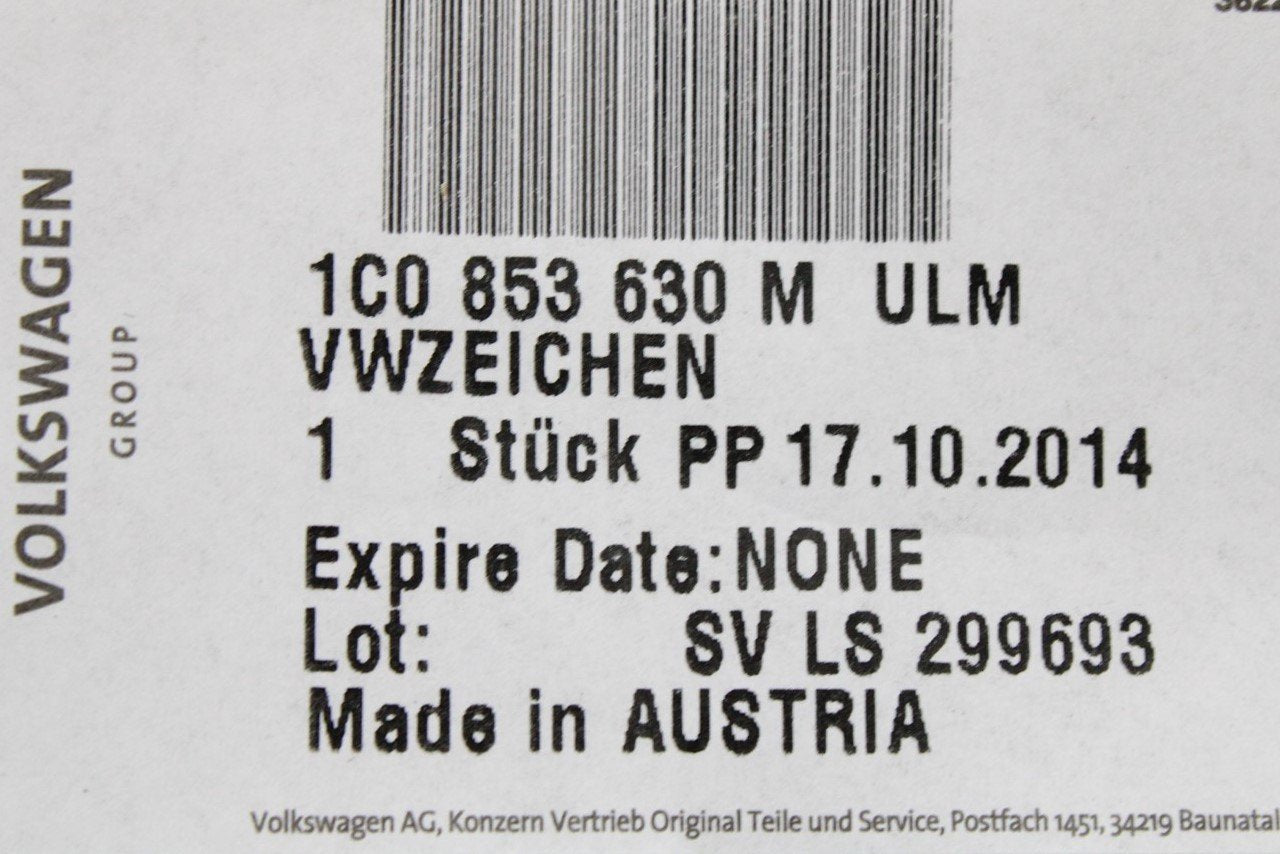 VOLKSWAGEN
GROUP
1C0 853 630 M ULM
VWZEICHEN
1 Stück PP 17.10.2014
Expire Date:NONE
Lot: SV LS 299693
Made in AUSTRIA
Volkswagen AG, Konzern Vertrieb Original Teile und Service, Postfach 1451, 34219 Baunatal